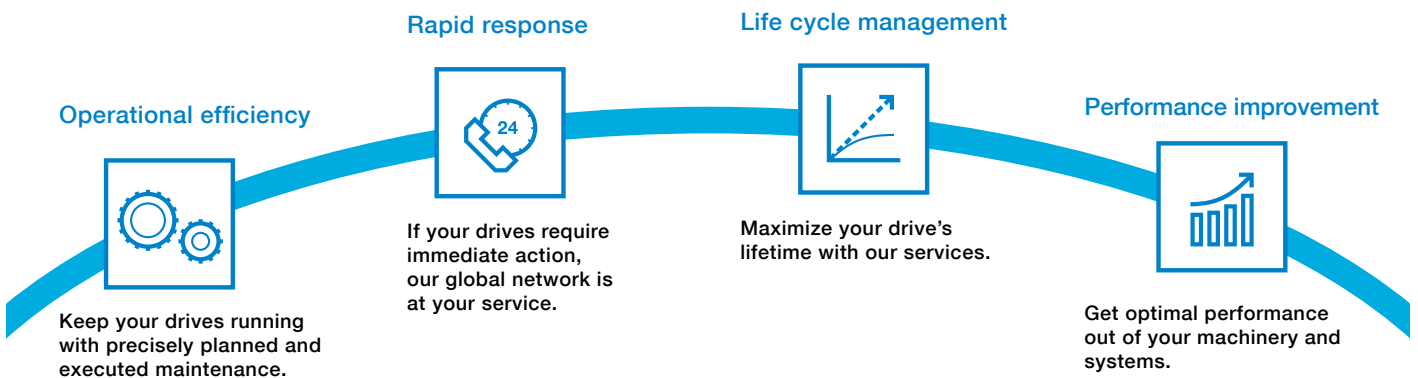 Operational efficiency
Keep your drives running
with precisely planned and
executed maintenance.
Rapid response
24
If your drives require
immediate action,
our global network is
at your service.
Life cycle management
Maximize your drive’s
lifetime with our services.
Performance improvement
Get optimal performance
out of your machinery and
systems.